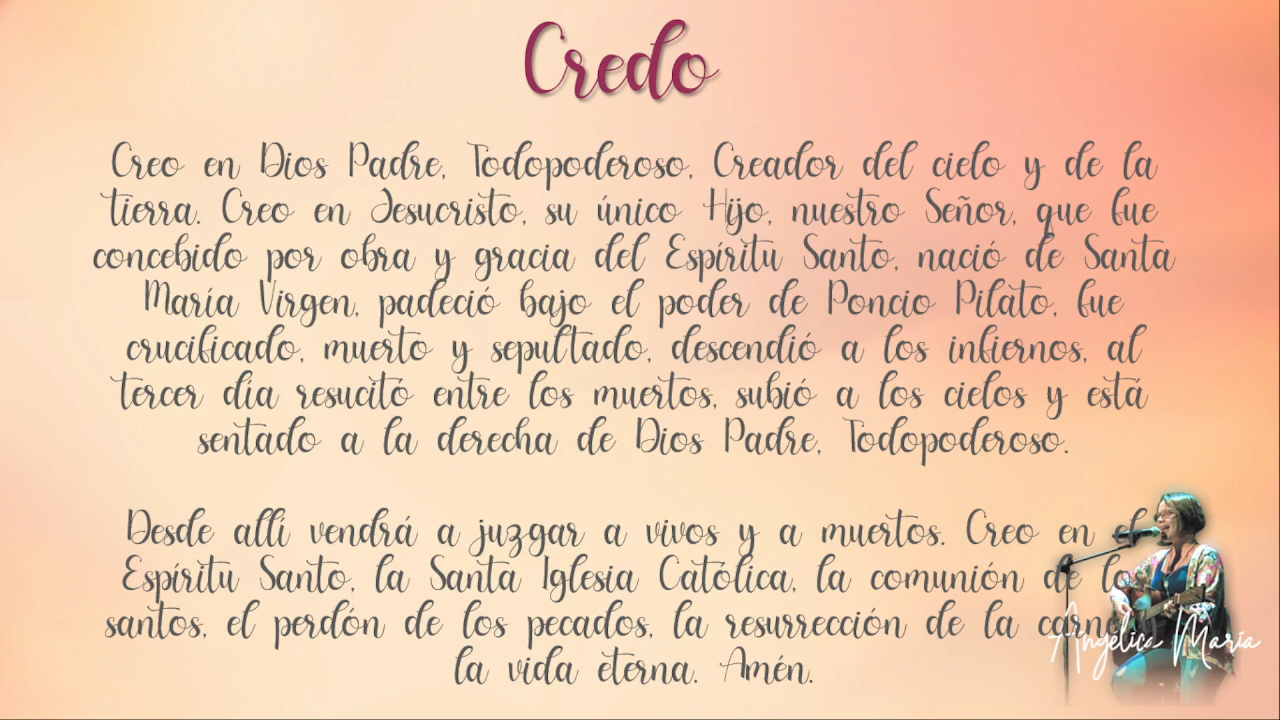 Credo
Creo en Dios Padre, Todopoderoso, Creador del cielo y de la
tierra. Creo en Jesucristo, su único Hijo, nuestro Señor, que fue
concebido por obra y gracia del Espíritu Santo, nació de Santa
María Virgen, padeció bajo el poder de Poncio Pilato, fue
crucificado, muerto y sepultado, descendió a los infiernos, al
tercer día resucitó entre los muertos, subió a los cielos y está
sentado a la derecha de Dios Padre, Todopoderoso.
Desde allí vendrá a juzgar a vivos y a muertos. Creo en el
Espíritu Santo, la Santa Iglesia Católica, la comunión de
santos, el perdón de los pecados, la resurrección de la carne
la vida eterna. Amén.
Angélica María